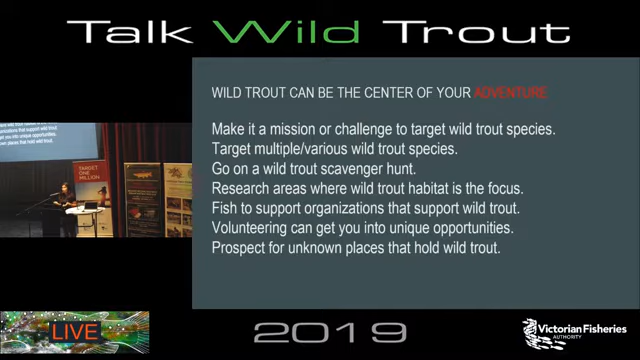 Talk Wild Trout
WILD TROUT CAN BE THE CENTER OF YOUR ADVENTURE
Make it a mission or challenge to target wild trout species.
Target multiple/various wild trout species.
Go on a wild trout scavenger hunt.
Research areas where wild trout habitat is the focus.
Fish to support organizations that support wild trout.
Volunteering can get you into unique opportunities.
Prospect for unknown places that hold wild trout.
TARGET
ONE
MILLION
LIVE
2019
Victorian Fisheries
AUTHORITY